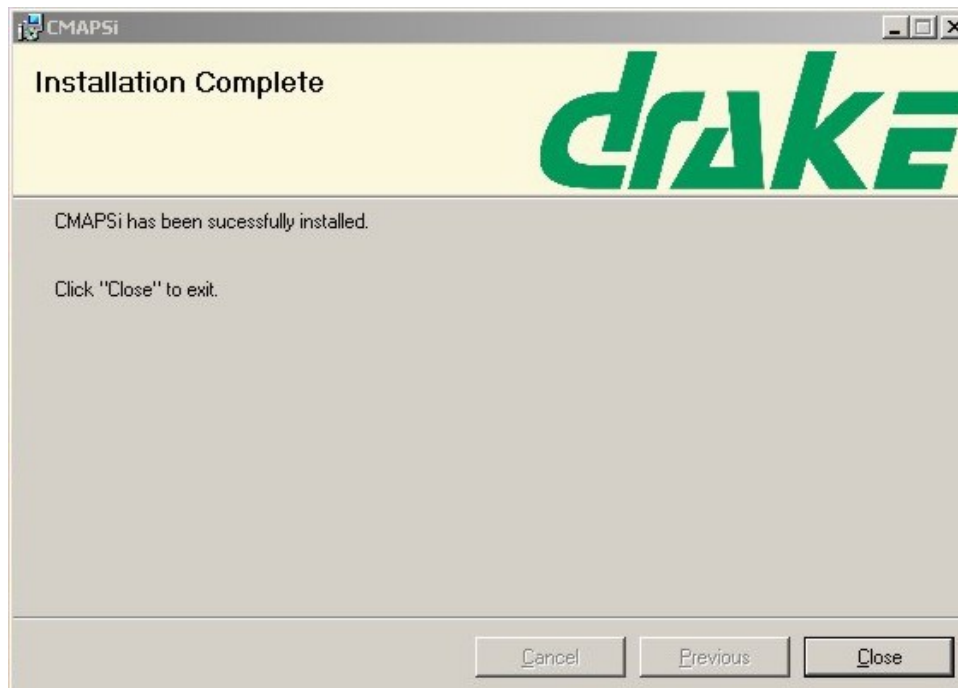 CMAPSi
Installation Complete
drake
CMAPSi has been sucessfully installed.
Click "Close" to exit.
Cancel
Previous
Close